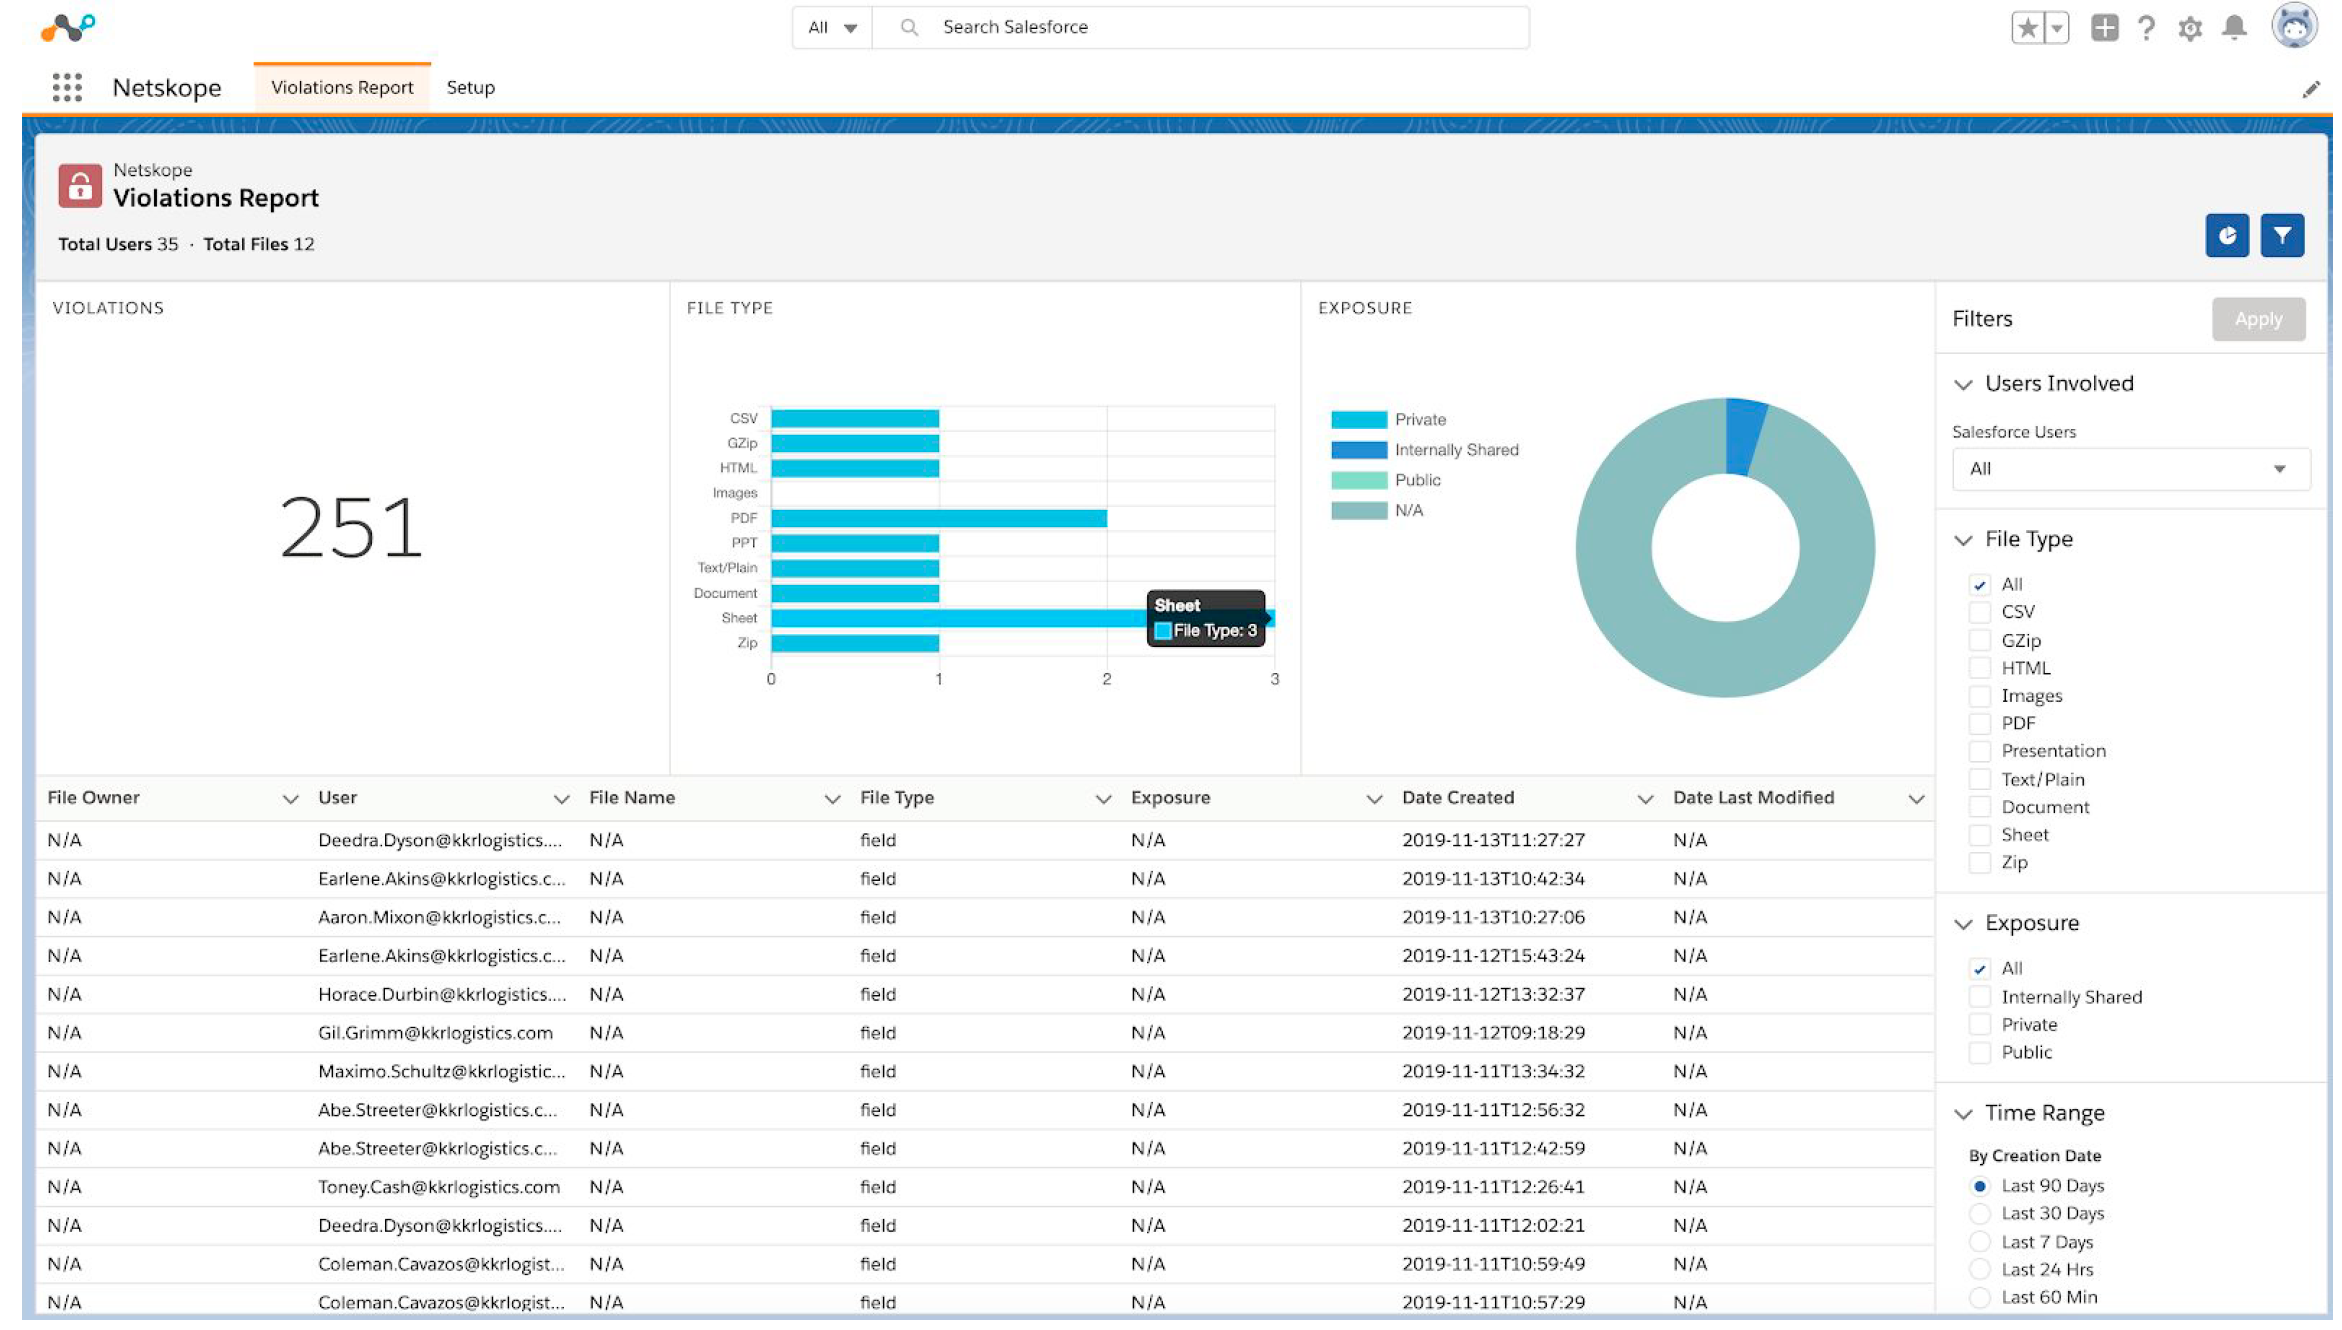 All
Search Salesforce
Netskope
Violations Report
Setup
Netskope
Violations Report
Total Users 35 · Total Files 12
VIOLATIONS
251
FILE TYPE
CSV
GZip
HTML
Images
PDF
PPT
Text/Plain
Document
Sheet
Zip
0 1 2 3
Sheet
File Type: 3
EXPOSURE
Private
Internally Shared
Public
N/A
Filters
Apply
Users Involved
Salesforce Users
All
File Type
All
CSV
GZip
HTML
Images
PDF
Presentation
Text/Plain
Document
Sheet
Zip
Exposure
All
Internally Shared
Private
Public
Time Range
By Creation Date
Last 90 Days
Last 30 Days
Last 7 Days
Last 24 Hrs
Last 60 Min
File Owner User File Name File Type Exposure Date Created Date Last Modified
N/A Deedra.Dyson@kkrlogistics.... N/A field N/A 2019-11-13T11:27:27 N/A
N/A Earlene.Akins@kkrlogistics.c... N/A field N/A 2019-11-13T10:42:34 N/A
N/A Aaron.Mixon@kkrlogistics.c... N/A field N/A 2019-11-13T10:27:06 N/A
N/A Earlene.Akins@kkrlogistics.c... N/A field N/A 2019-11-12T15:43:24 N/A
N/A Horace.Durbin@kkrlogistics.... N/A field N/A 2019-11-12T13:32:37 N/A
N/A Gil.Grimm@kkrlogistics.com N/A field N/A 2019-11-12T09:18:29 N/A
N/A Maximo.Schultz@kkrlogistic... N/A field N/A 2019-11-11T13:34:32 N/A
N/A Abe.Streeter@kkrlogistics.c... N/A field N/A 2019-11-11T12:56:32 N/A
N/A Abe.Streeter@kkrlogistics.c... N/A field N/A 2019-11-11T12:42:59 N/A
N/A Toney.Cash@kkrlogistics.com N/A field N/A 2019-11-11T12:26:41 N/A
N/A Deedra.Dyson@kkrlogistics.... N/A field N/A 2019-11-11T12:02:21 N/A
N/A Coleman.Cavazos@kkrlogist... N/A field N/A 2019-11-11T10:59:49 N/A
N/A Coleman.Cavazos@kkrlogist... N/A field N/A 2019-11-11T10:57:29 N/A